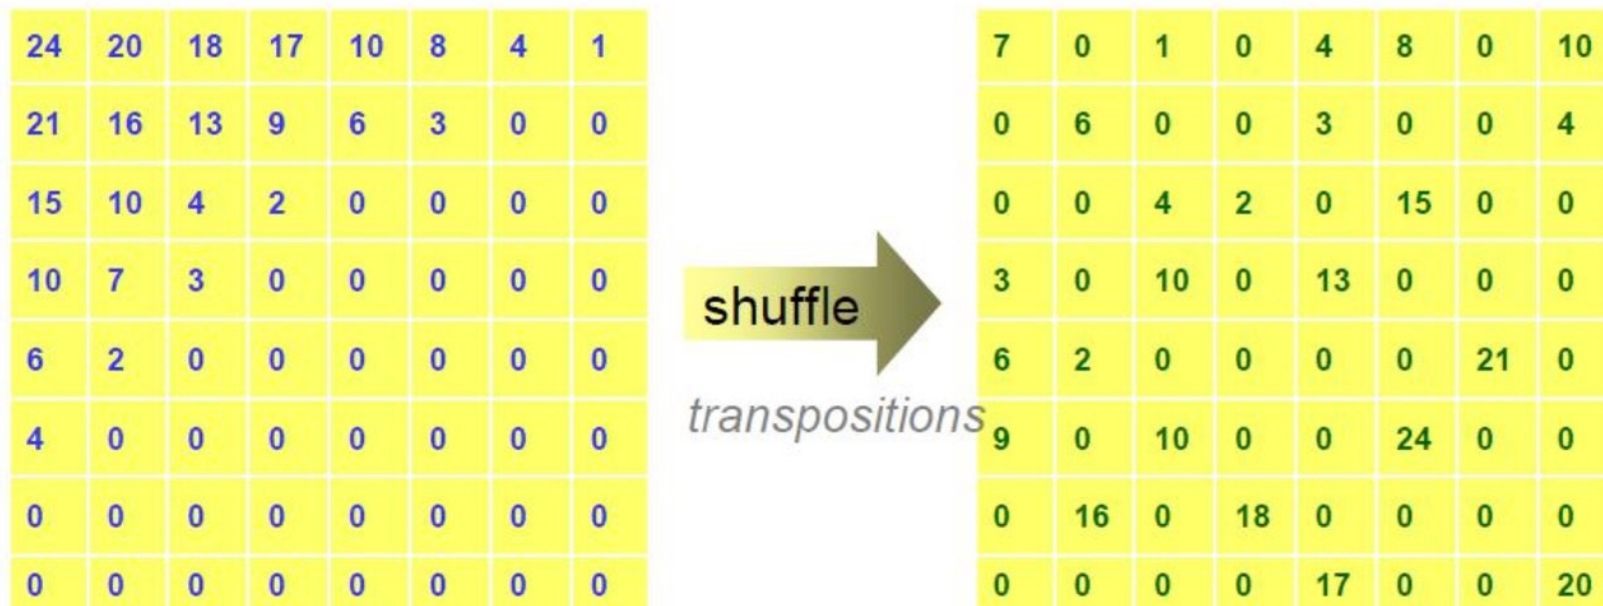 24 20 18 17 10 8 4 1
21 16 13 9 6 3 0 0
15 10 4 2 0 0 0 0
10 7 3 0 0 0 0 0
6 2 0 0 0 0 0 0
4 0 0 0 0 0 0 0
0 0 0 0 0 0 0 0
0 0 0 0 0 0 0 0
shuffle
transpositions
7 0 1 0 4 8 0 10
0 6 0 0 3 0 0 4
0 0 4 2 0 15 0 0
3 0 10 0 13 0 0 0
6 2 0 0 0 0 21 0
9 0 10 0 0 24 0 0
0 16 0 18 0 0 0 0
0 0 0 0 17 0 0 20